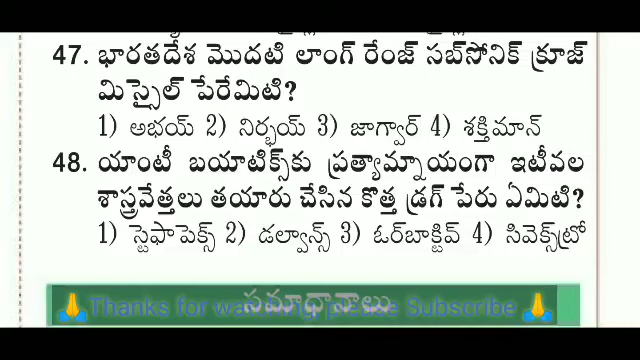 47. భారతదేశ మొదటి లాంగ్ రేంజ్ సబ్‌సోనిక్ క్రూజ్
మిస్సైల్ పేరేమిటి?
1) అభయ్ 2) నిర్భయ్ 3) జాగ్వార్ 4) శక్తిమాన్
48. యాంటీ బయాటిక్స్‌కు ప్రత్యామ్నాయంగా ఇటీవల
శాస్త్రవేత్తలు తయారు చేసిన కొత్త డ్రగ్ పేరు ఏమిటి?
1) స్టెఫాపెక్స్ 2) డల్వాన్స్ 3) ఓర్‌బాక్టివ్ 4) సివెక్స్‌ట్రో
సమాధానాలు
🙏Thanks for watching please Subscribe🙏